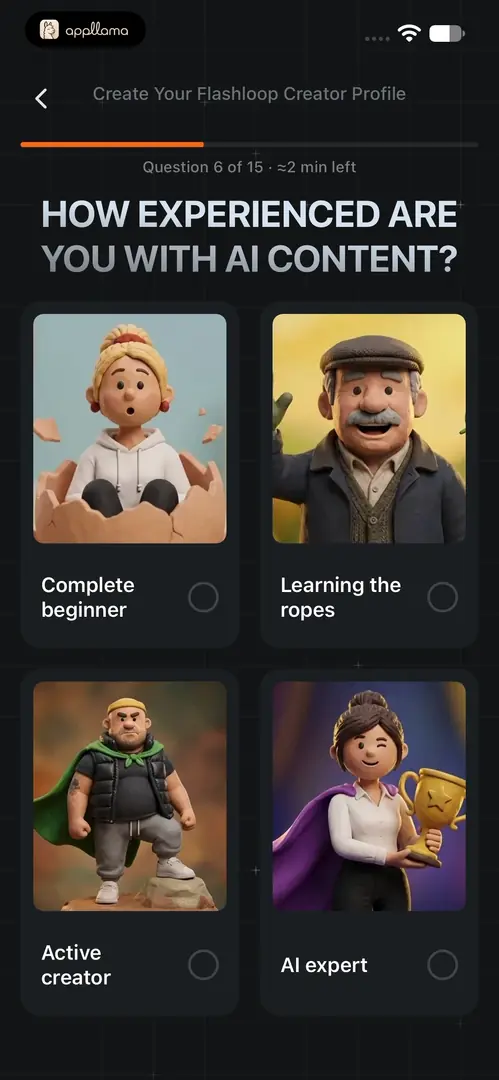 appllama
Create Your Flashloop Creator Profile
Question 6 of 15 · ≈2 min left
HOW EXPERIENCED ARE
YOU WITH AI CONTENT?
Complete
beginner
Learning the
ropes
Active
creator
AI expert